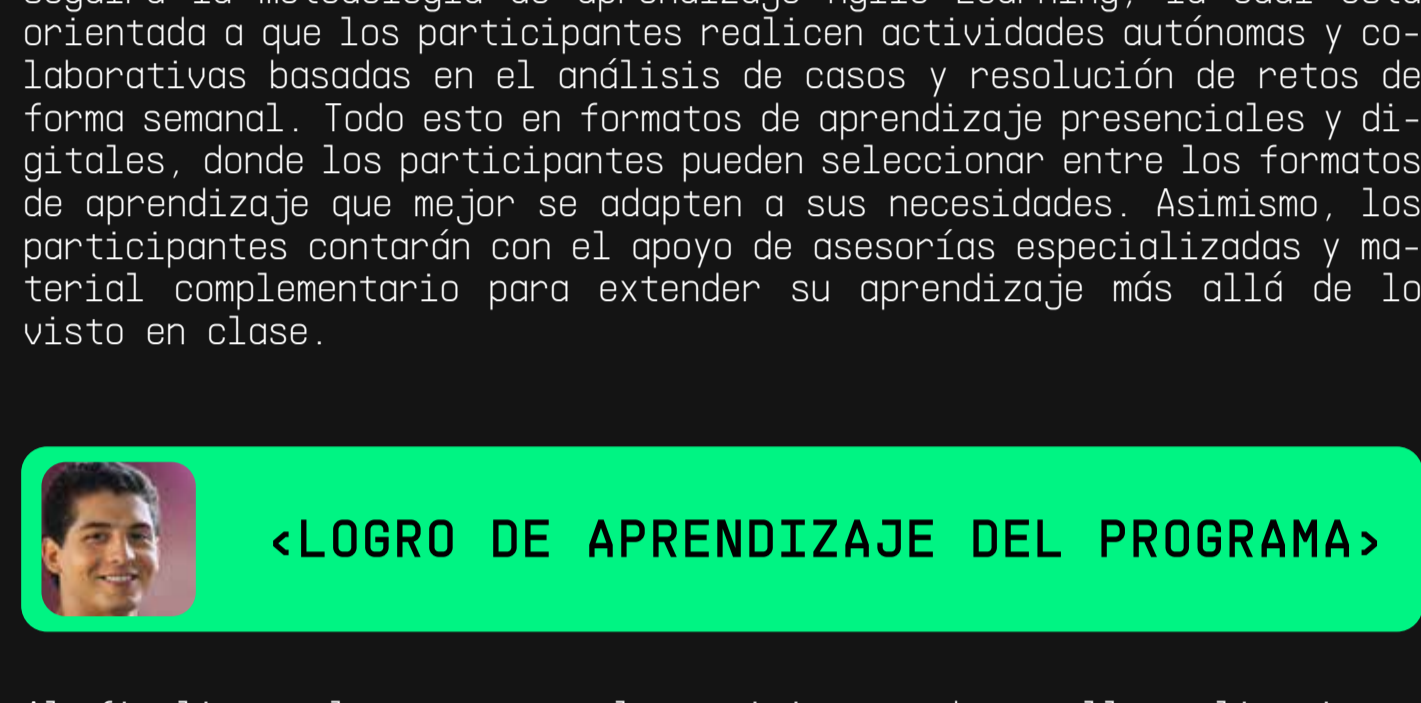 orientada a que los participantes realicen actividades autónomas y co-
laborativas basadas en el análisis de casos y resolución de retos de
forma semanal. Todo esto en formatos de aprendizaje presenciales y di-
gitales, donde los participantes pueden seleccionar entre los formatos
de aprendizaje que mejor se adapten a sus necesidades. Asimismo, los
participantes contarán con el apoyo de asesorías especializadas y ma-
terial complementario para extender su aprendizaje más allá de lo
visto en clase.
<LOGRO DE APRENDIZAJE DEL PROGRAMA>